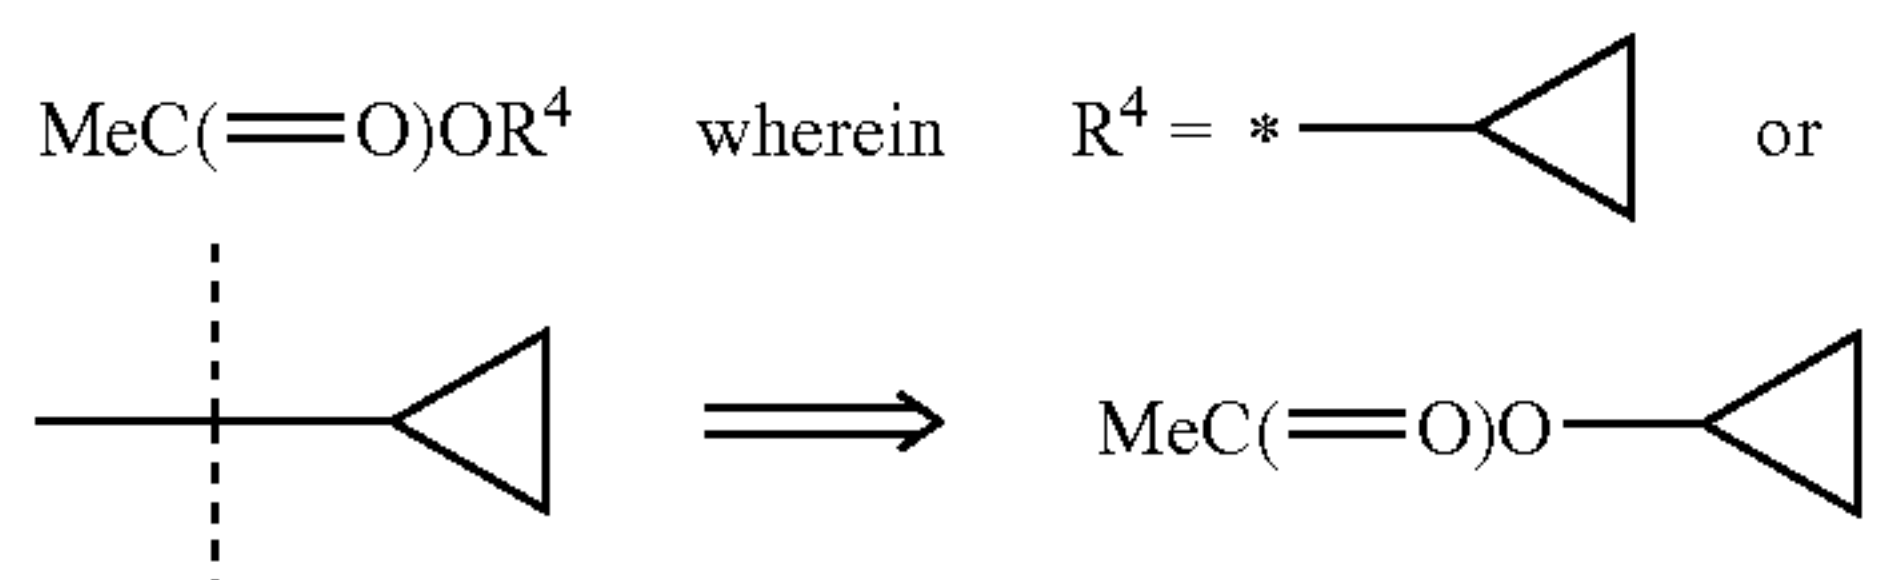 MeC(=O)OR⁴ wherein R⁴ = * or
MeC(=O)O